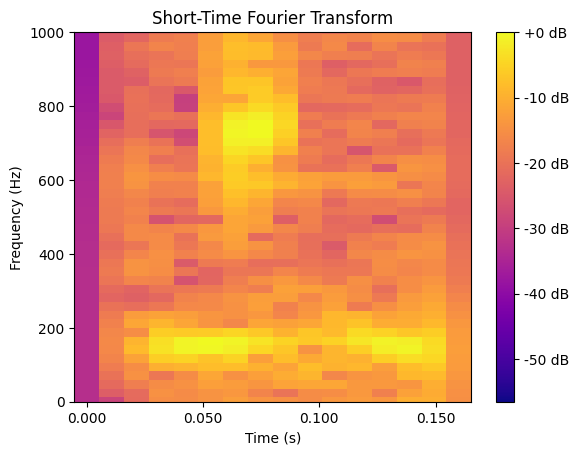 Short-Time Fourier Transform
Frequency (Hz)
1000
800
600
400
200
0
0.000
0.050
0.100
0.150
Time (s)
+0 dB
-10 dB
-20 dB
-30 dB
-40 dB
-50 dB